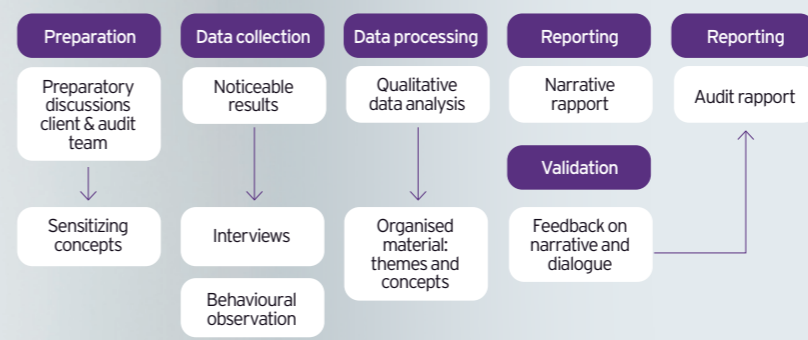 Preparation
Preparatory
discussions
client & audit
team
Sensitizing
concepts
Data collection
Noticeable
results
Interviews
Behavioural
observation
Data processing
Qualitative
data analysis
Organised
material:
themes and
concepts
Reporting
Narrative
rapport
Validation
Feedback on
narrative and
dialogue
Reporting
Audit rapport